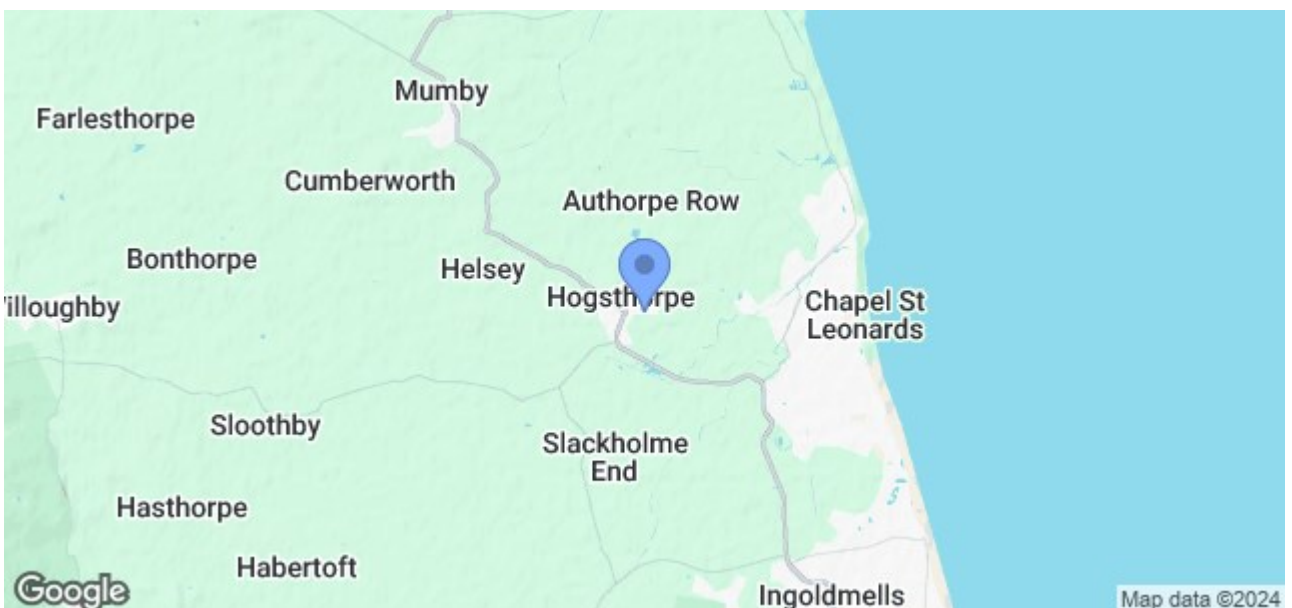 Mumby
Farlesthorpe
Cumberworth
Authorpe Row
Bonthorpe
Helsey
Hogsthorpe
illoughby
Chapel St
Leonards
Sloothby
Slackholme
End
Hasthorpe
Habertoft
Ingoldmells
Google
Map data ©2024